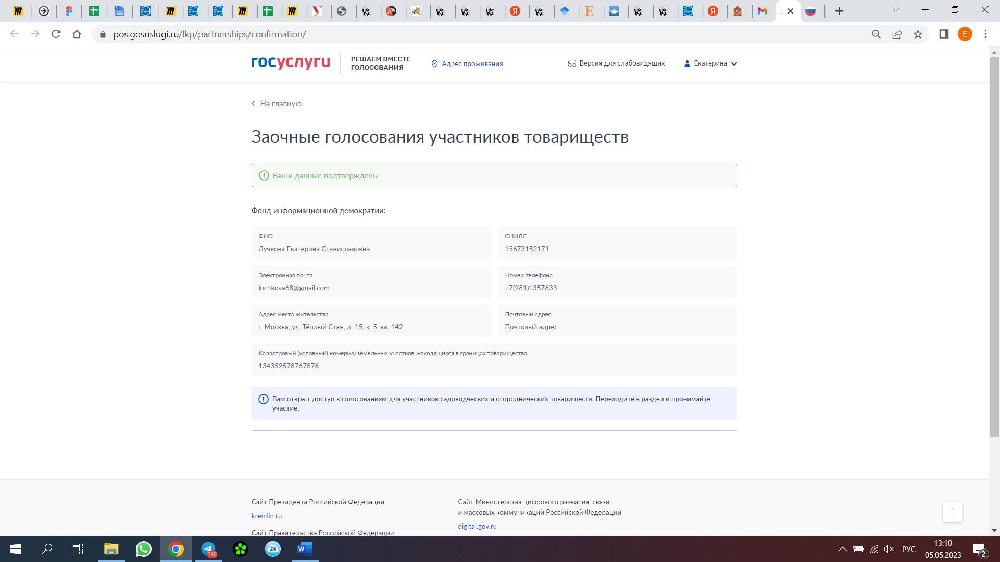 pos.gosuslugi.ru/lkp/partnerships/confirmation/
E
госуслуги
РЕШАЕМ ВМЕСТЕ
ГОЛОСОВАНИЯ
Адрес проживания
Версия для слабовидящих
Екатерина
На главную
Заочные голосования участников товариществ
Ваши данные подтверждены
Фонд информационной демократии:
ФИО
Лучкова Екатерина Станиславовна
СНИЛС
15673152171
Электронная почта
luchkova68@gmail.com
Номер телефона
+7(981)1357633
Адрес места жительства
г. Москва, ул. Тёплый Стан, д. 15, к. 5, кв. 142
Почтовый адрес
Почтовый адрес
Кадастровый (условный) номер(-а) земельных участков, находящихся в границах товарищества
134352578767876
Вам открыт доступ к голосованиям для участников садоводческих и огороднических товариществ. Переходите в раздел и принимайте
участие.
Сайт Президента Российской Федерации
kremlin.ru
Сайт Правительства Российской Федерации
Сайт Министерства цифрового развития, связи
и массовых коммуникаций Российской Федерации
digital.gov.ru
780
24
W
РУС
13:10
05.05.2023
2